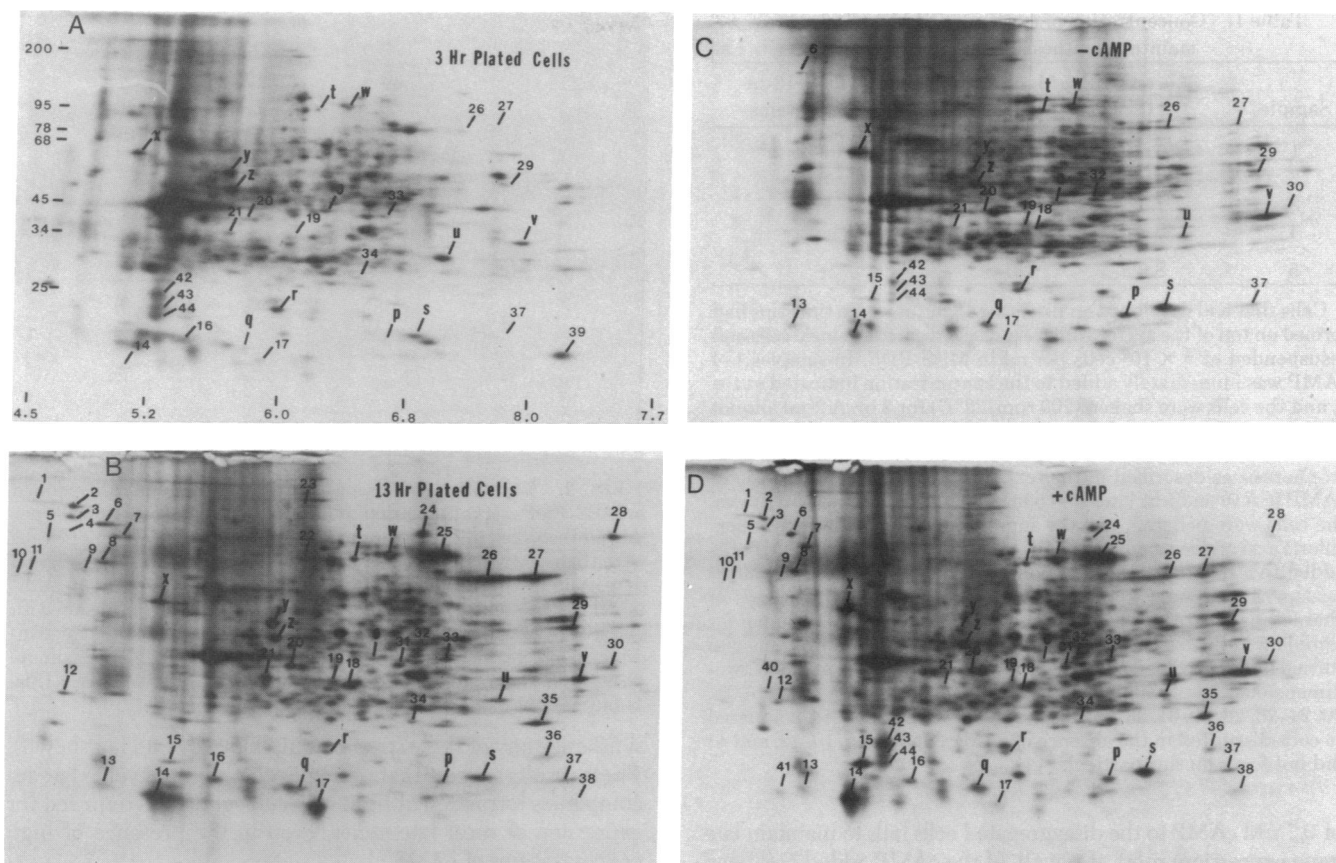 A
3 Hr Plated Cells
200
95
78
68
45
34
25
t w
26 27
x
y
z
29
21 20
19
33
u
v
34
42
43
44
r
14
16
q
17
p s
37
39
4.5 5.2 6.0 6.8 8.0 7.7
C
−cAMP
6
t w
26 27
x
y
z
29
20
32
v 30
21 19 18
u
42
15 43
44
r
37
13 14
q 17
p s
B
13 Hr Plated Cells
1
2
3
4
5
6
7
23
24
28
t w 25
22
10 11 9 8
26 27
x
y
z
29
31 32 33
30
21 20 19 18
v
12
u
34 35
15
r
36
13 14 16
q 17
p s
37
38
D
+cAMP
1 2
3
5
6
7
24
28
t w 25
10 11 9 8
26 27
x
y
z
29
32 33
30
21 20 19 18
v
40 12
u
34 35
42
15 43
44
r
36
41 13 14 16
q 17
p s
37
38